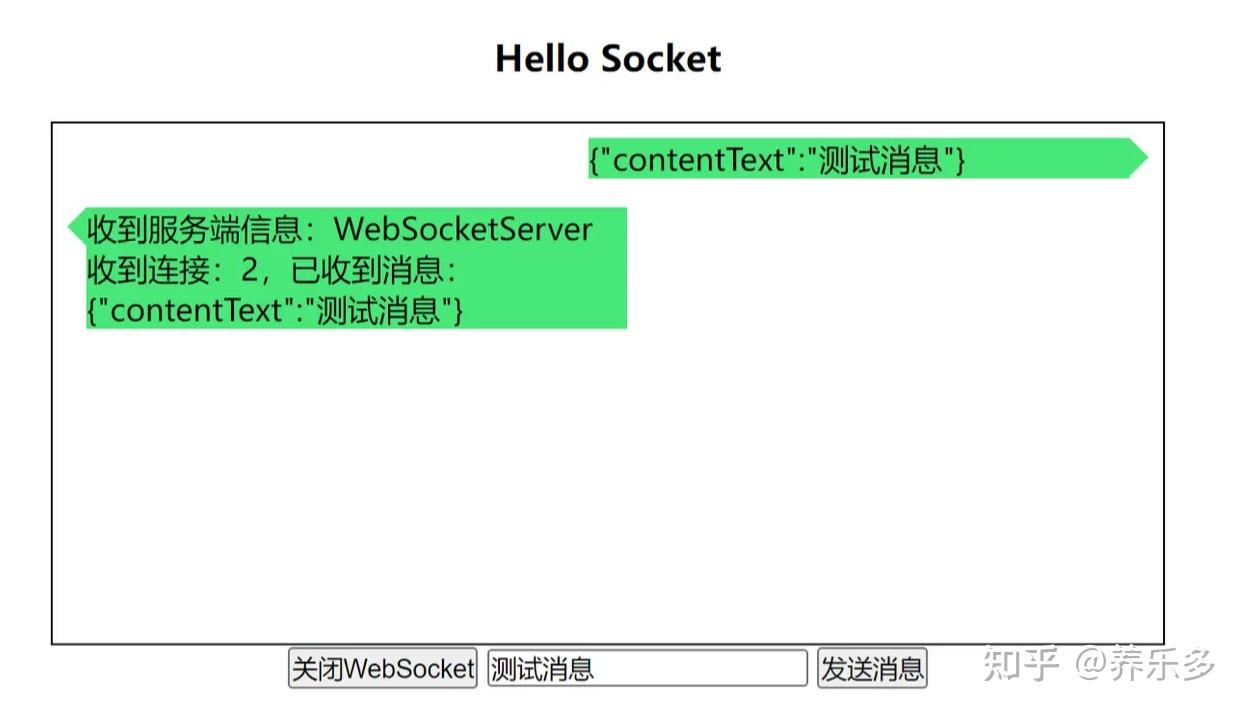 Hello Socket
{"contentText":"测试消息"}
收到服务端信息：WebSocketServer
收到连接：2，已收到消息：
{"contentText":"测试消息"}
关闭WebSocket 测试消息 发送消息
知乎 @养乐多